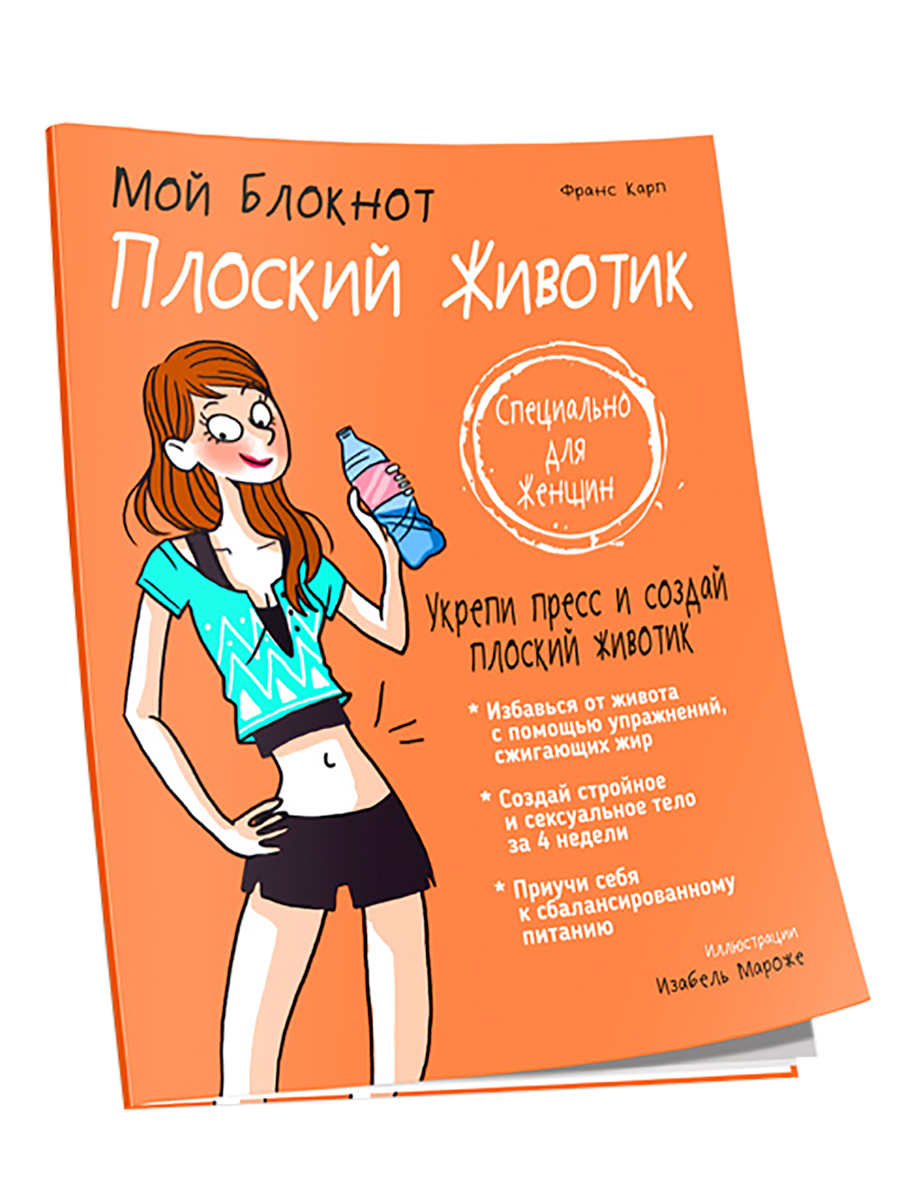 Мой Блокнот
Франс Карп
Плоский Животик
Специально
для
Женщин
Укрепи пресс и создай
плоский животик
* Избавься от живота
с помощью упражнений,
сжигающих жир
* Создай стройное
и сексуальное тело
за 4 недели
* Приучи себя
к сбалансированному
питанию
Иллюстрации
Изабель Мароже